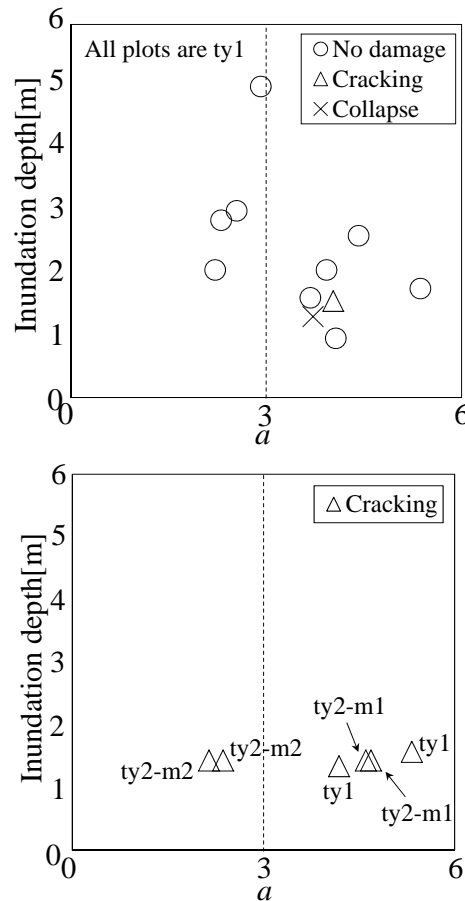 6
All plots are ty1
No damage
Cracking
Collapse
5
4
3
2
1
0
Inundation depth[m]
0
3
6
a
6
Cracking
5
4
3
2
1
0
Inundation depth[m]
ty2-m1
ty2-m2
ty1
ty2-m2
ty1
ty2-m1
0
3
6
a